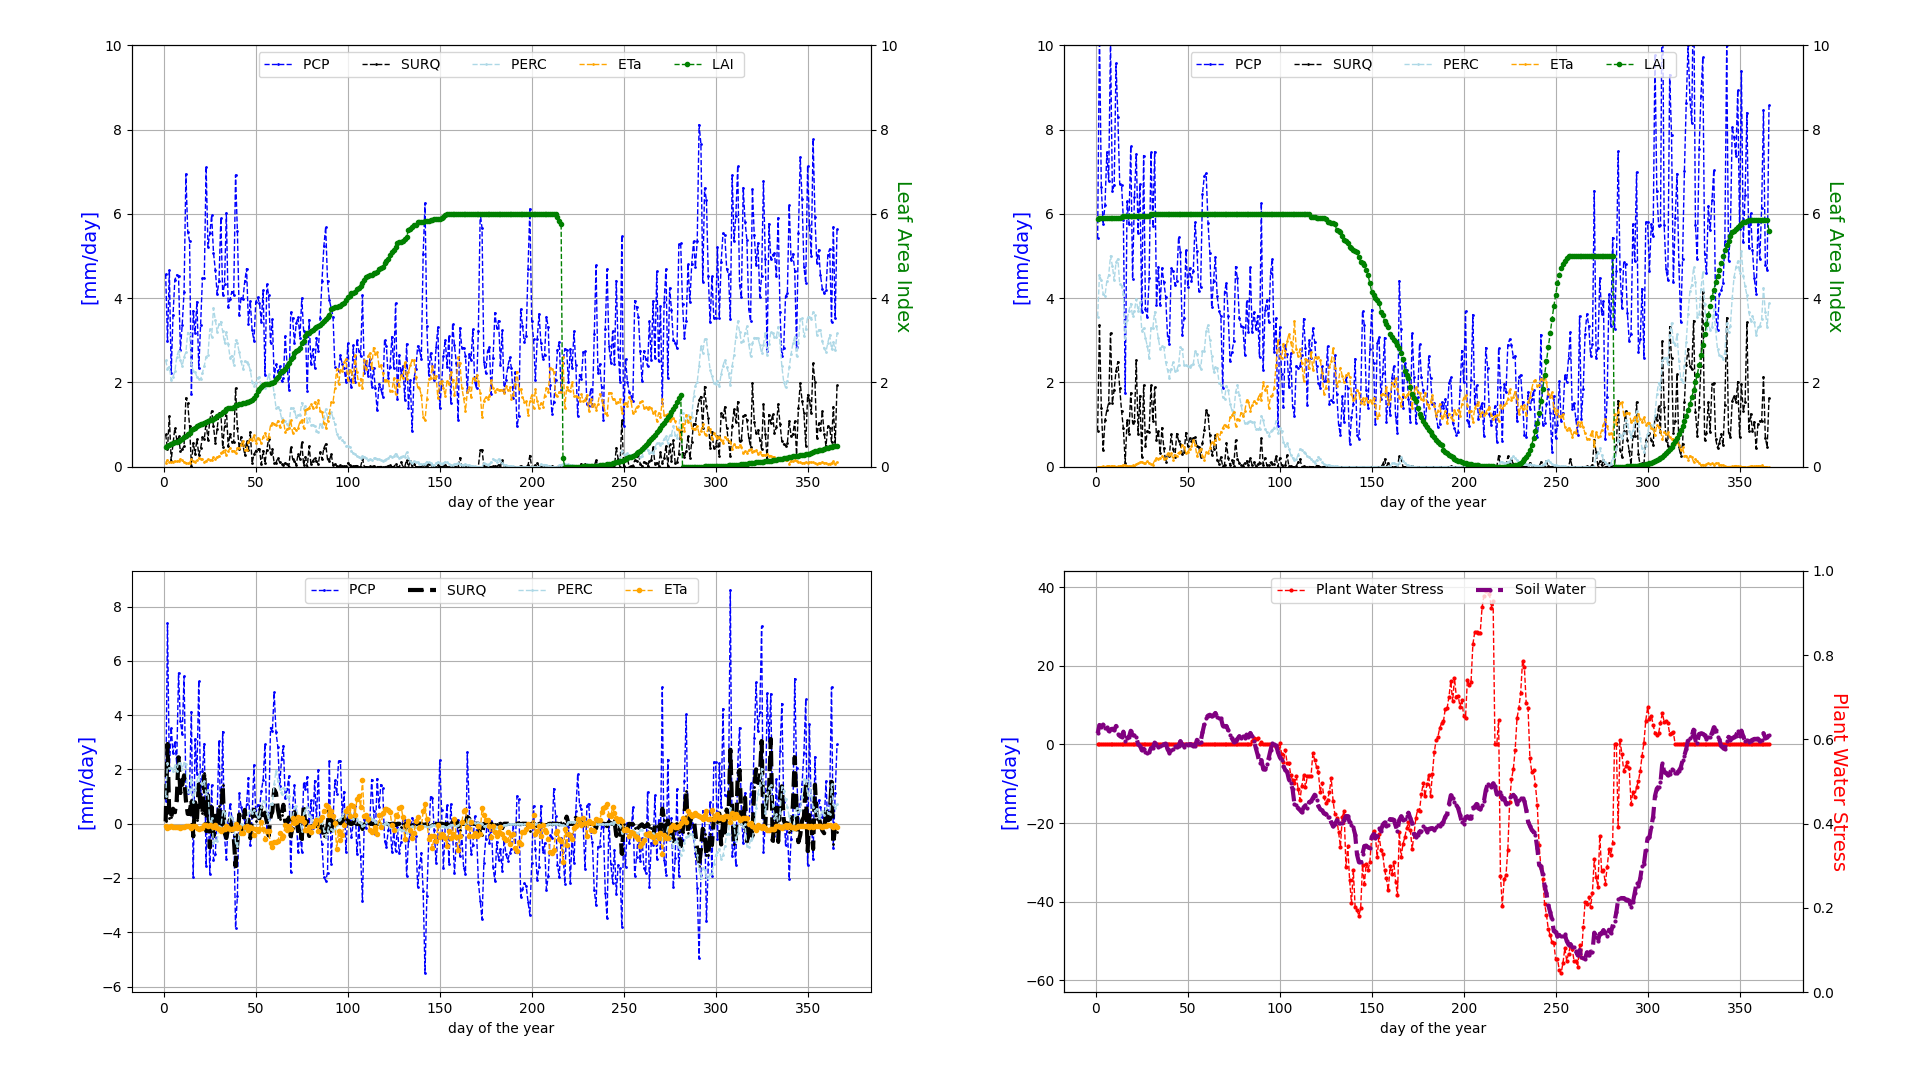 PCP SURQ PERC ETa LAI
10
8
6
4
2
0
10
8
6
4
2
0
[mm/day]
Leaf Area Index
0 50 100 150 200 250 300 350
day of the year
PCP SURQ PERC ETa LAI
10
8
6
4
2
0
10
8
6
4
2
0
[mm/day]
Leaf Area Index
0 50 100 150 200 250 300 350
day of the year
PCP SURQ PERC ETa
8
6
4
2
0
−2
−4
−6
[mm/day]
0 50 100 150 200 250 300 350
day of the year
Plant Water Stress Soil Water
40
20
0
−20
−40
−60
1.0
0.8
0.6
0.4
0.2
0.0
[mm/day]
Plant Water Stress
0 50 100 150 200 250 300 350
day of the year